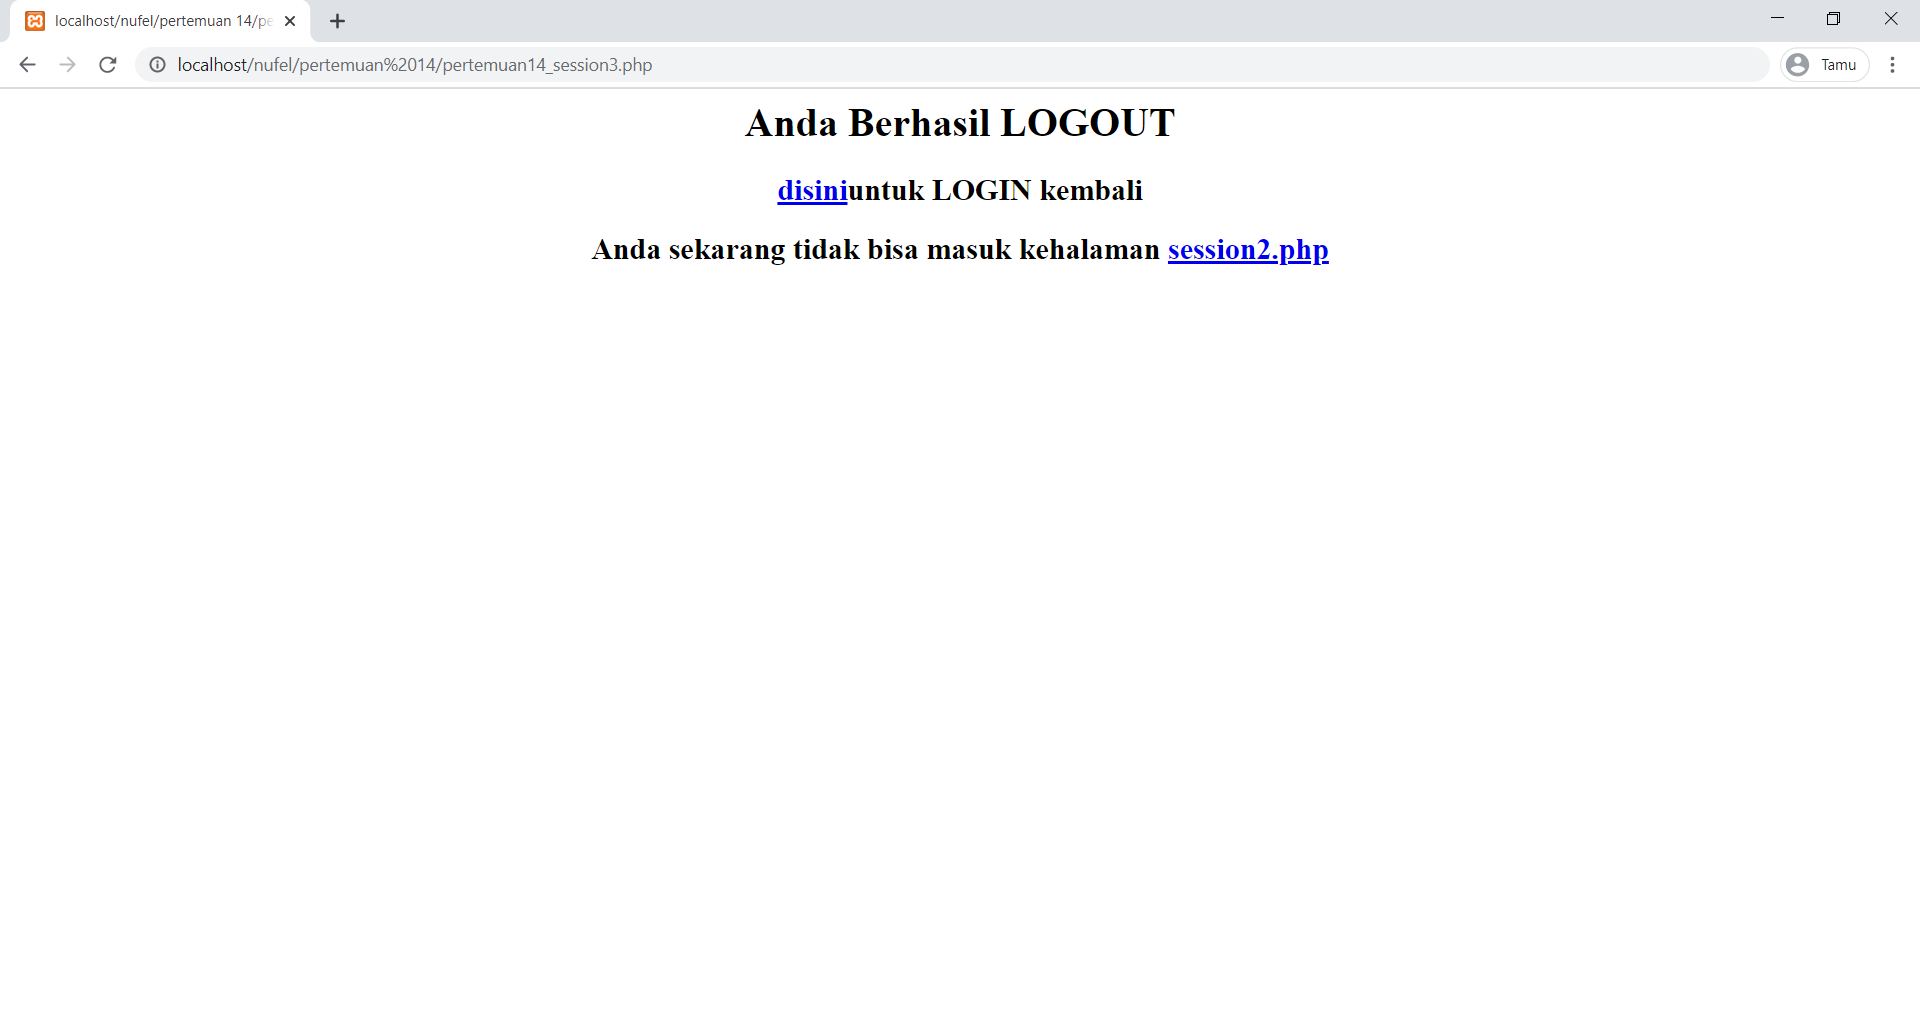 localhost/nufel/pertemuan 14/pe
localhost/nufel/pertemuan%2014/pertemuan14_session3.php
Tamu
Anda Berhasil LOGOUT
disiniuntuk LOGIN kembali
Anda sekarang tidak bisa masuk kehalaman session2.php